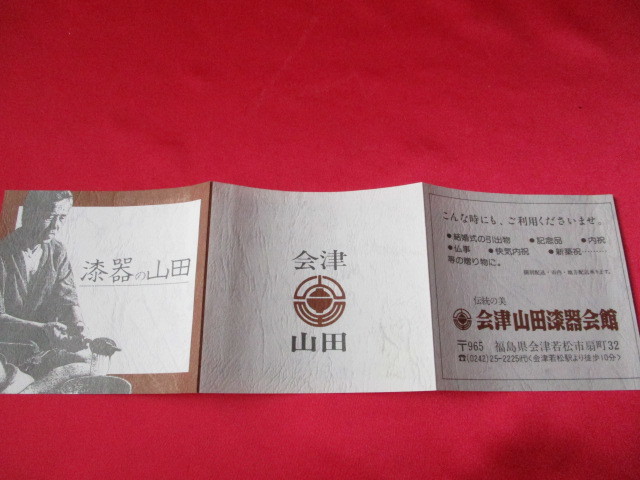 漆器の山田
会津
山田
こんな時にも、ご利用くださいませ。
●結婚式の引出物　●記念品　●内祝
●仏事　●快気内祝　●新築祝……
等の贈り物に。
伝統の美
会津山田漆器会館
〒965　福島県会津若松市扇町32
☎(0242)25-2225㈹〈会津若松駅より徒歩10分〉